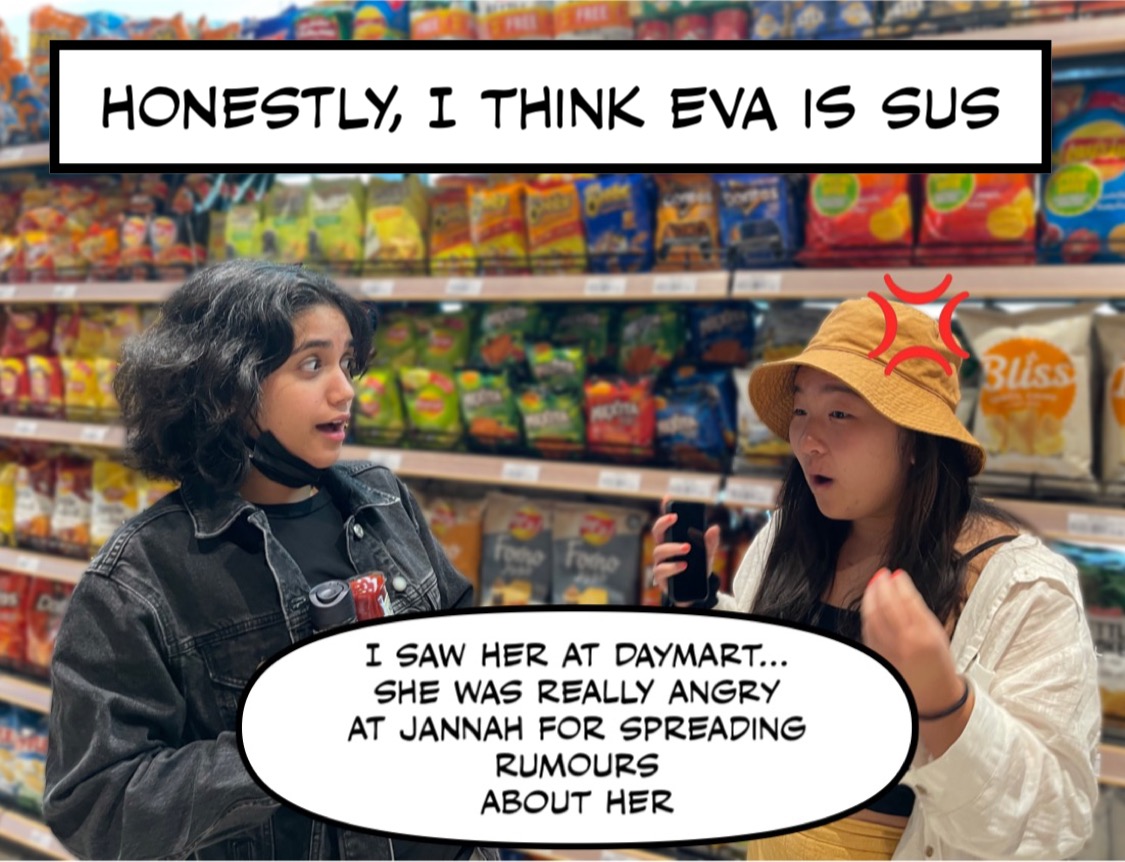 HONESTLY, I THINK EVA IS SUS
Bliss
I SAW HER AT DAYMART...
SHE WAS REALLY ANGRY
AT JANNAH FOR SPREADING
RUMOURS
ABOUT HER